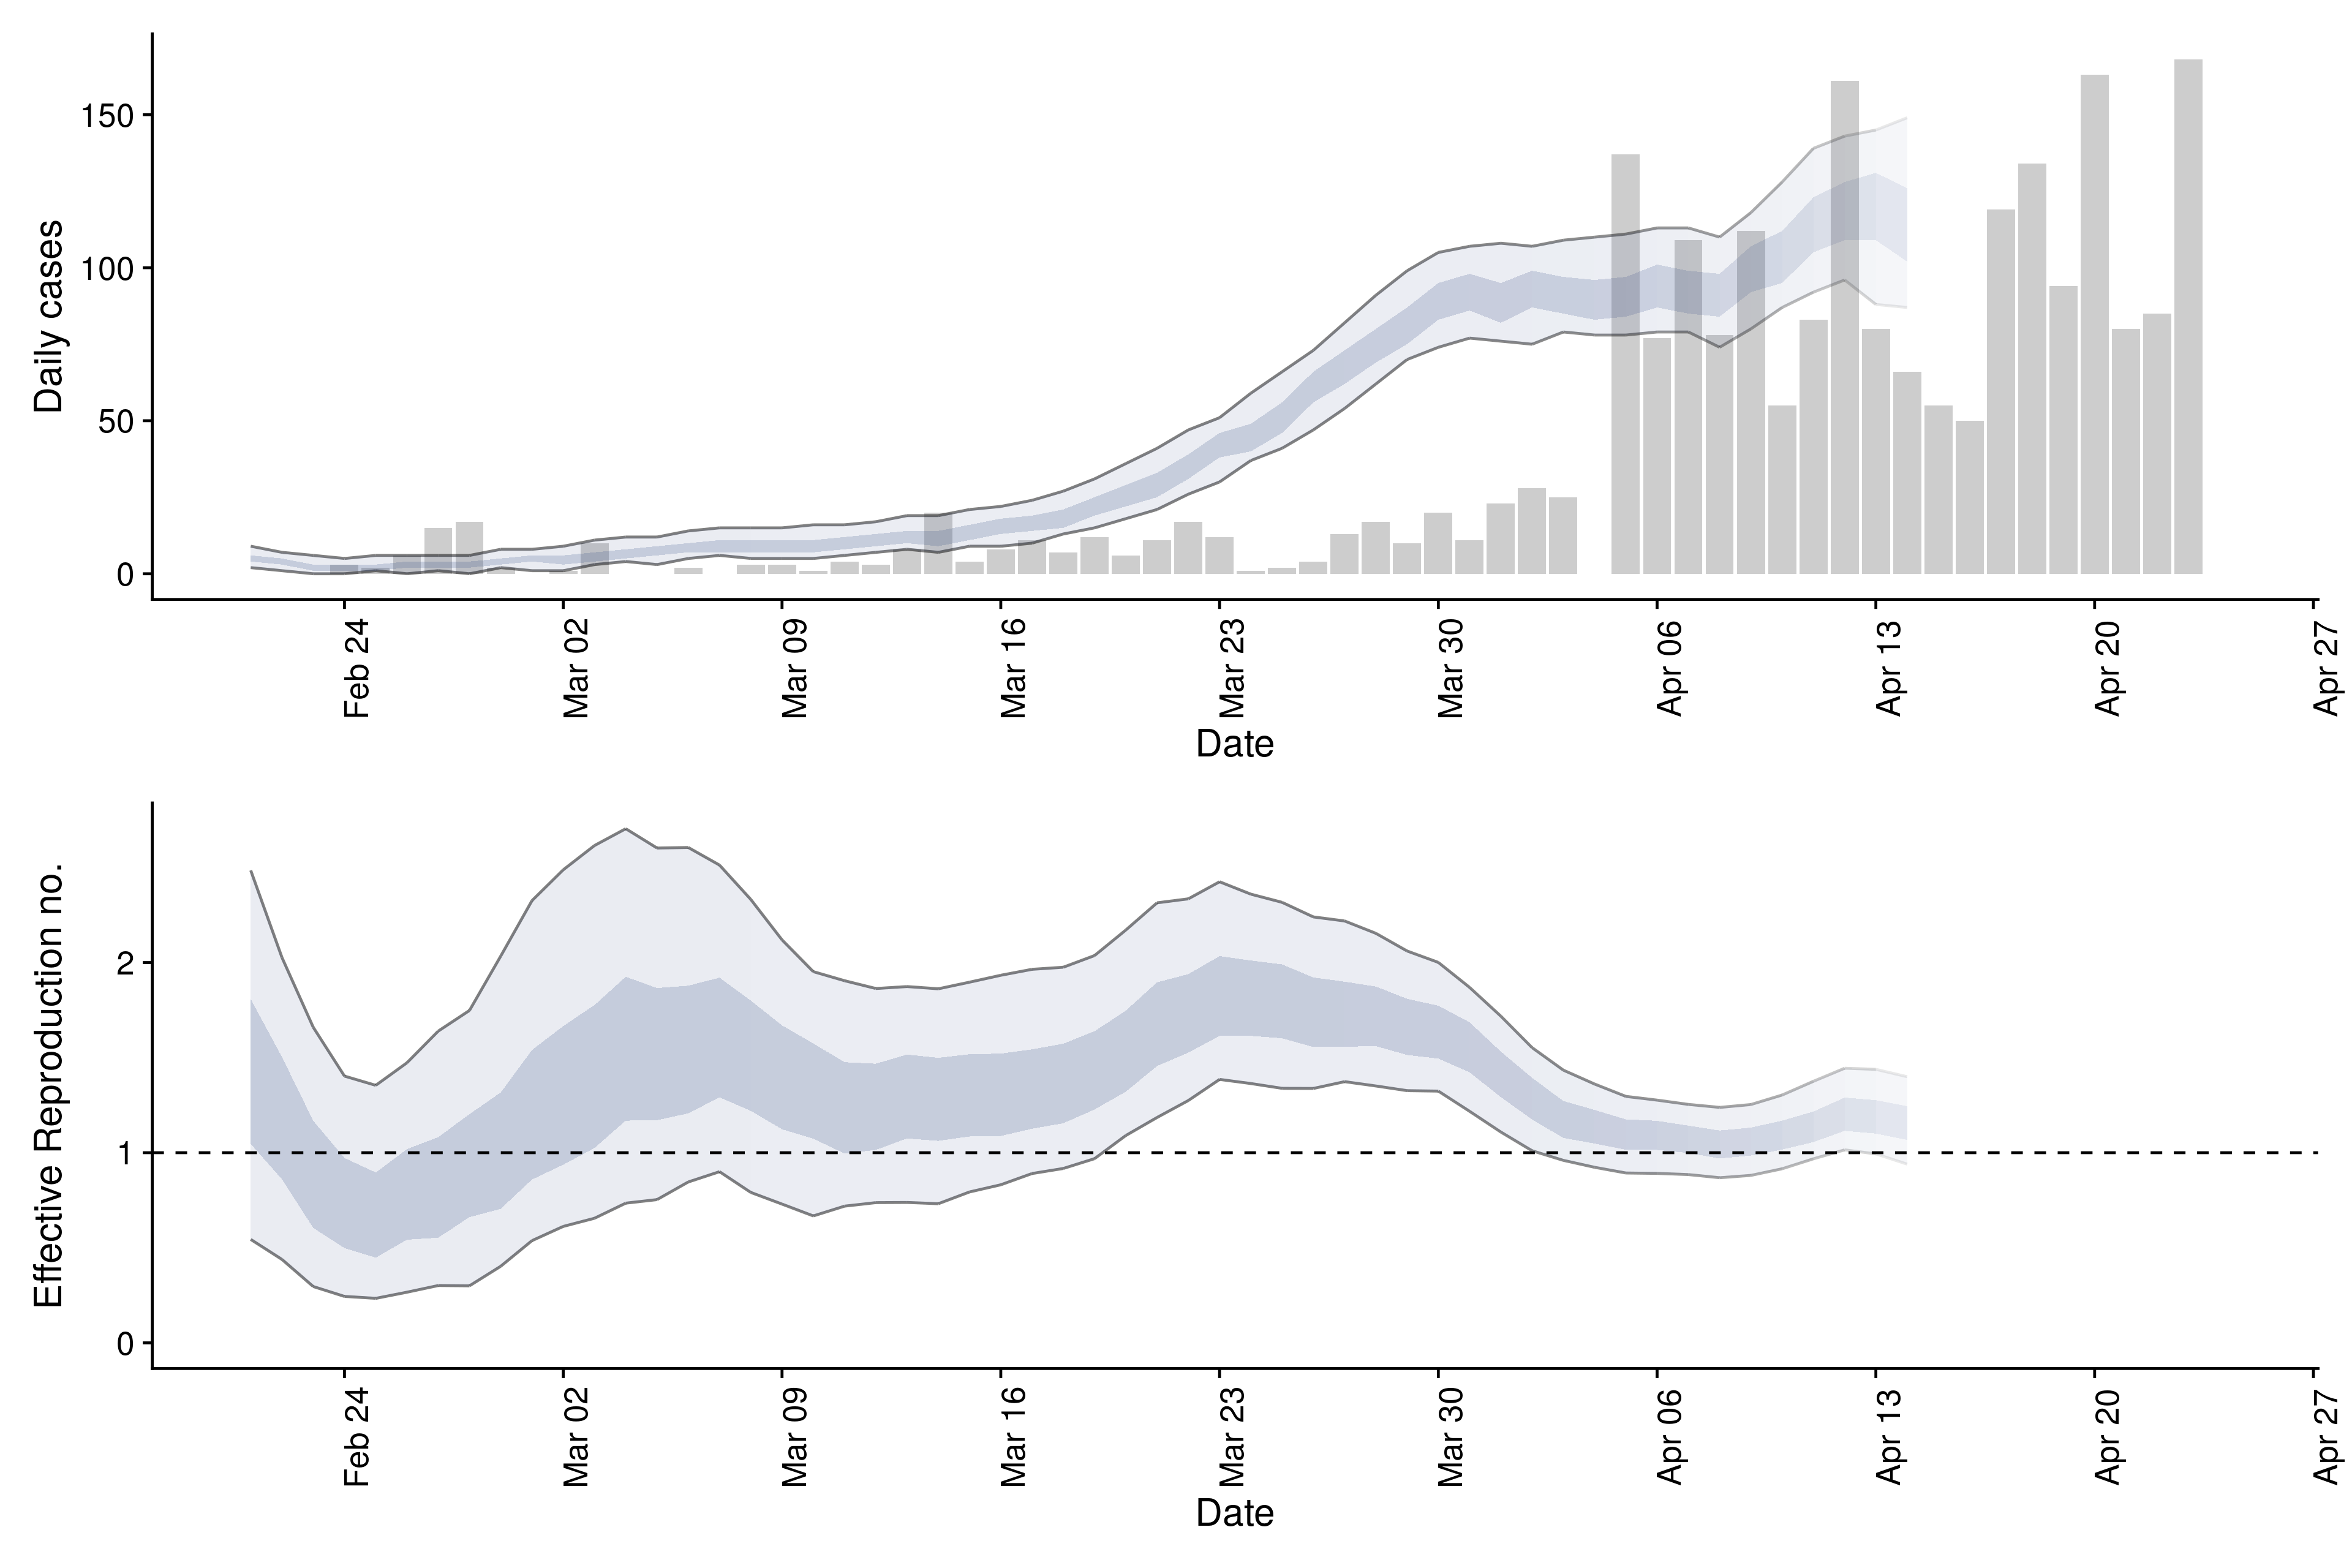 Daily cases
150
100
50
0
Feb 24
Mar 02
Mar 09
Mar 16
Mar 23
Mar 30
Apr 06
Apr 13
Apr 20
Apr 27
Date
Effective Reproduction no.
2
1
0
Feb 24
Mar 02
Mar 09
Mar 16
Mar 23
Mar 30
Apr 06
Apr 13
Apr 20
Apr 27
Date